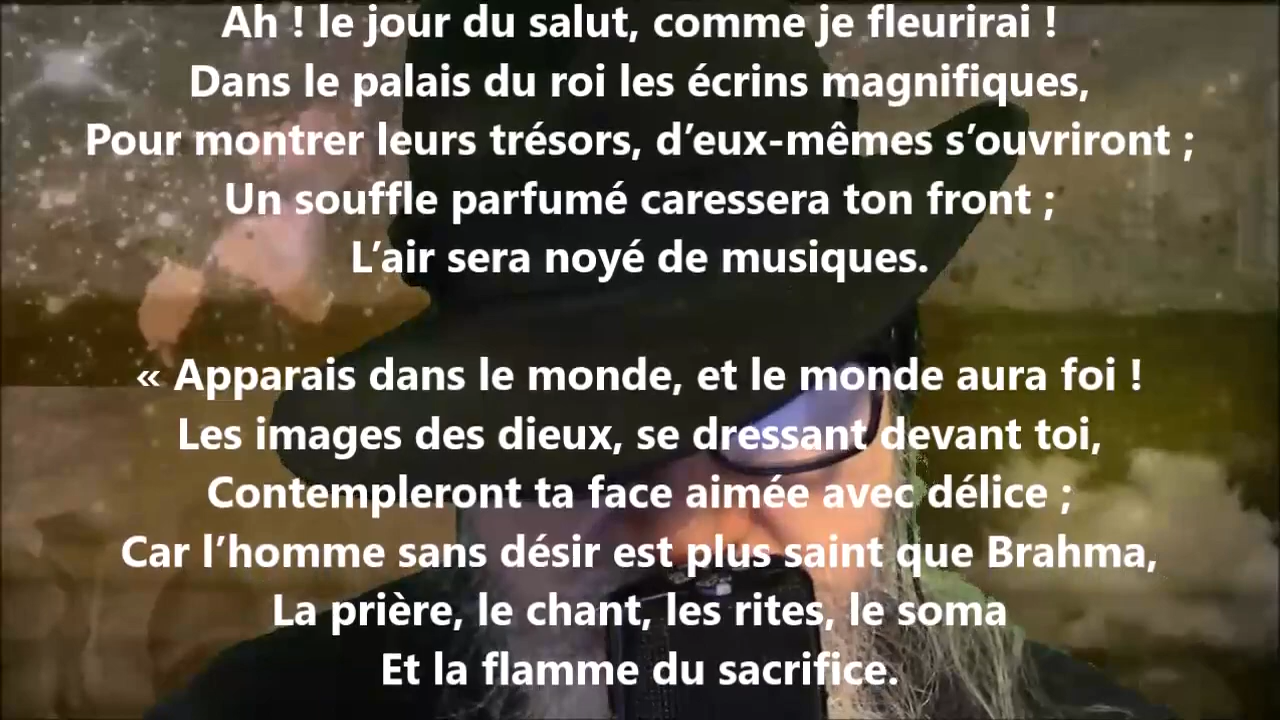 Ah ! le jour du salut, comme je fleurirai !
Dans le palais du roi les écrins magnifiques,
Pour montrer leurs trésors, d’eux-mêmes s’ouvriront ;
Un souffle parfumé caressera ton front ;
L’air sera noyé de musiques.
« Apparais dans le monde, et le monde aura foi !
Les images des dieux, se dressant devant toi,
Contempleront ta face aimée avec délice ;
Car l’homme sans désir est plus saint que Brahma,
La prière, le chant, les rites, le soma
Et la flamme du sacrifice.